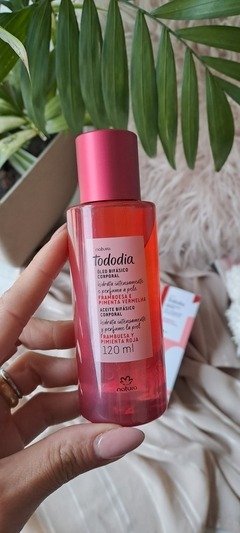 natura
tododia
ÓLEO BIFÁSICO
CORPORAL
hidrata intensamente
e perfuma a pele
FRAMBOESA E
PIMENTA VERMELHA
ACEITE BIFÁSICO
CORPORAL
hidrata intensamente
y perfuma la piel
FRAMBUESA Y
PIMIENTA ROJA
120 ml
natura
tododia